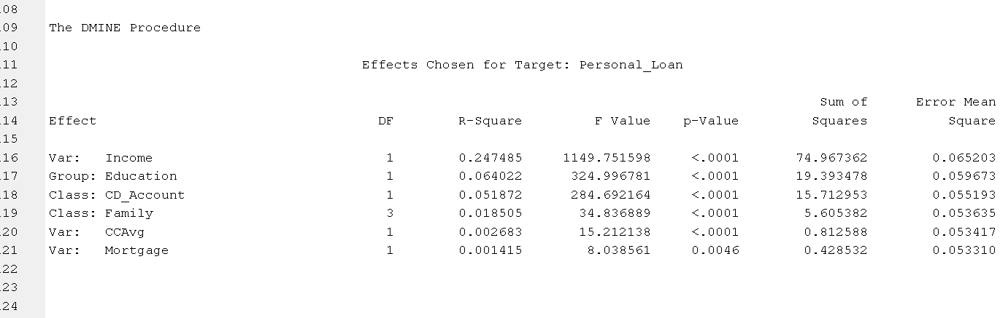 .08
.09 The DMINE Procedure
.10
.11 Effects Chosen for Target: Personal_Loan
.12
.13 Sum of Error Mean
.14 Effect DF R-Square F Value p-Value Squares Square
.15
.16 Var: Income 1 0.247485 1149.751598 <.0001 74.967362 0.065203
.17 Group: Education 1 0.064022 324.996781 <.0001 19.393478 0.059673
.18 Class: CD_Account 1 0.051872 284.692164 <.0001 15.712953 0.055193
.19 Class: Family 3 0.018505 34.836889 <.0001 5.605382 0.053635
.20 Var: CCAvg 1 0.002683 15.212138 <.0001 0.812588 0.053417
.21 Var: Mortgage 1 0.001415 8.038561 0.0046 0.428532 0.053310
.22
.23
.24